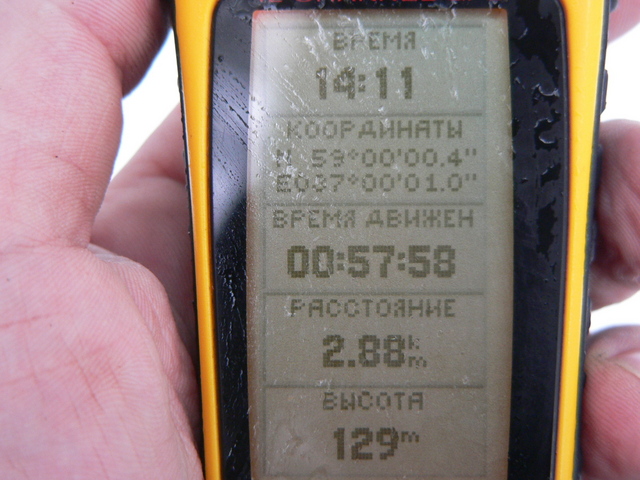 ВРЕМЯ
14:11
КООРДИНАТЫ
N 59°00'00.4"
E037°00'01.0"
ВРЕМЯ ДВИЖЕН
00:57:58
РАССТОЯНИЕ
2.88km
ВЫСОТА
129m